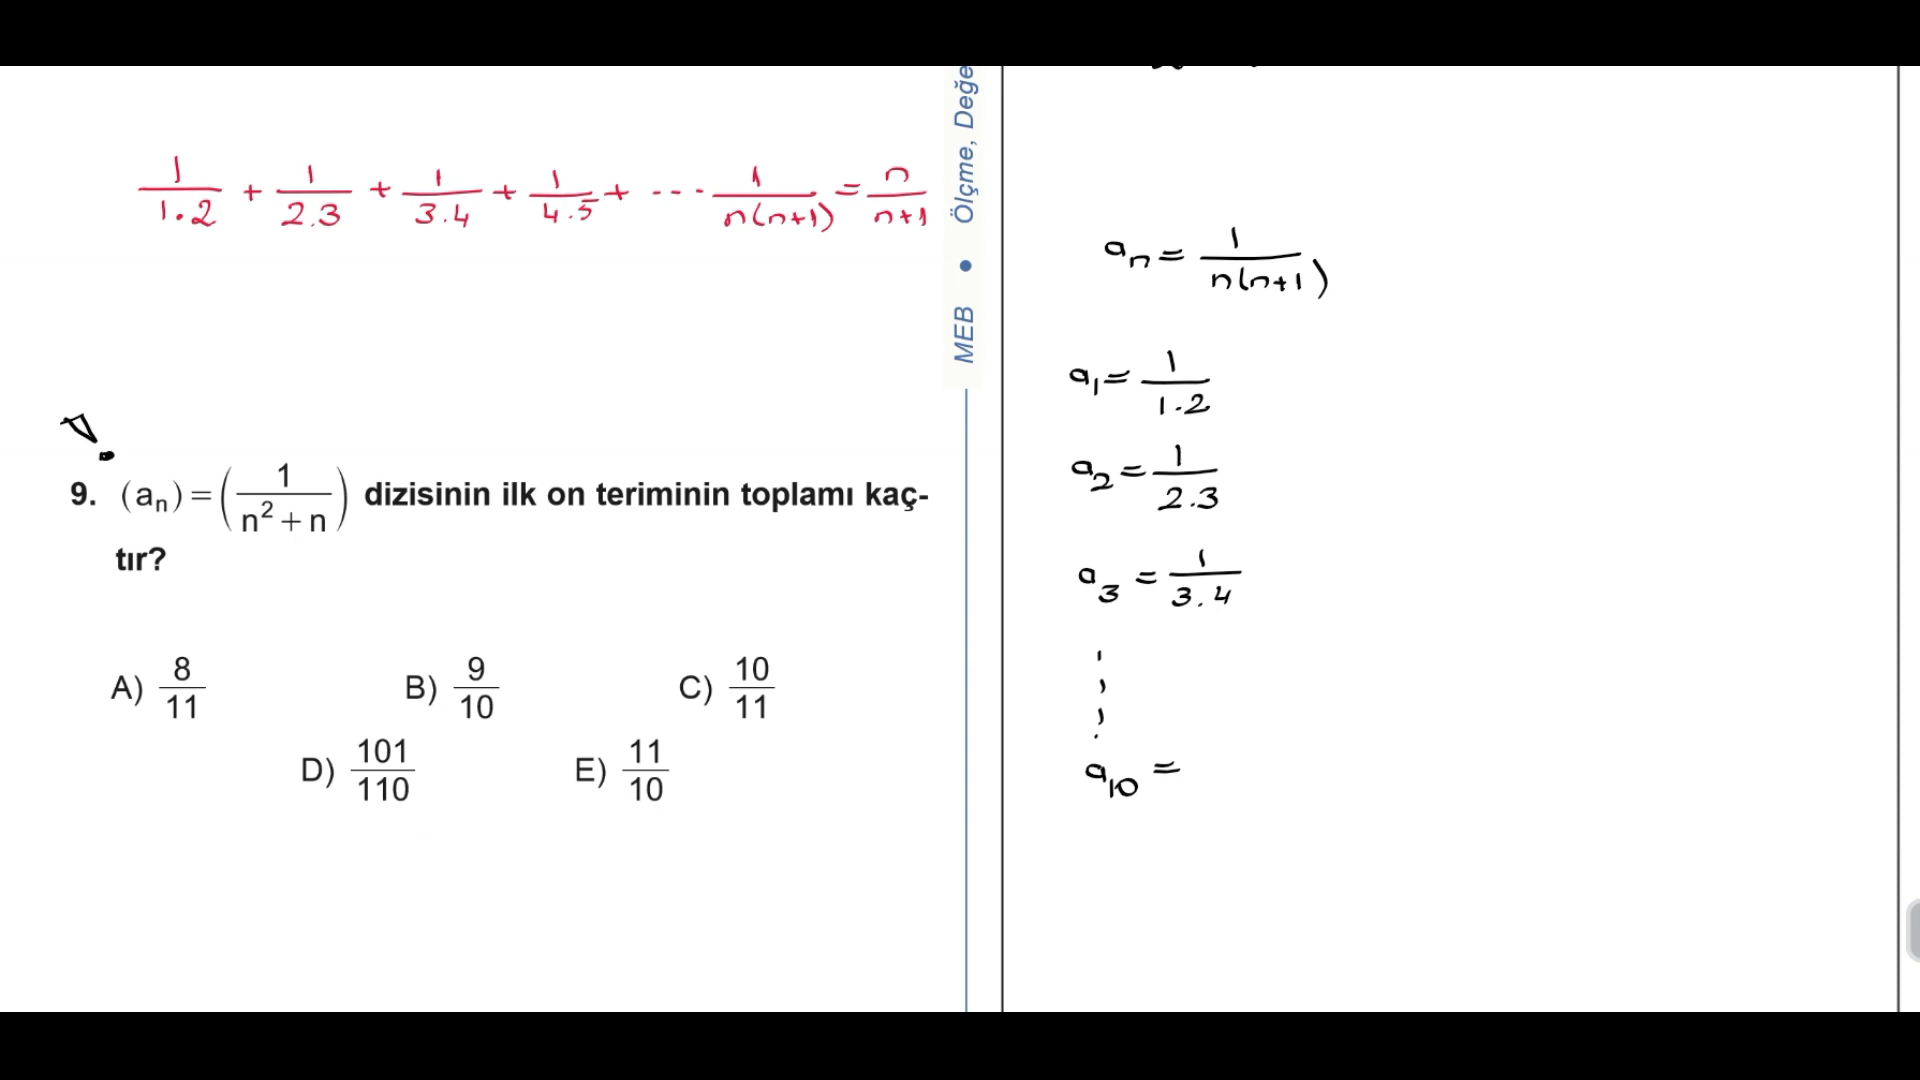 1/1.2 + 1/2.3 + 1/3.4 + 1/4.5 + --- 1/n(n+1) = n/n+1
9. (aₙ) = (1/n²+n) dizisinin ilk on teriminin toplamı kaç-
tır?
A) 8/11 B) 9/10 C) 10/11
D) 101/110 E) 11/10
MEB • Ölçme, Değe
aₙ = 1/n(n+1)
a₁ = 1/1.2
a₂ = 1/2.3
a₃ = 1/3.4
a₁₀ =